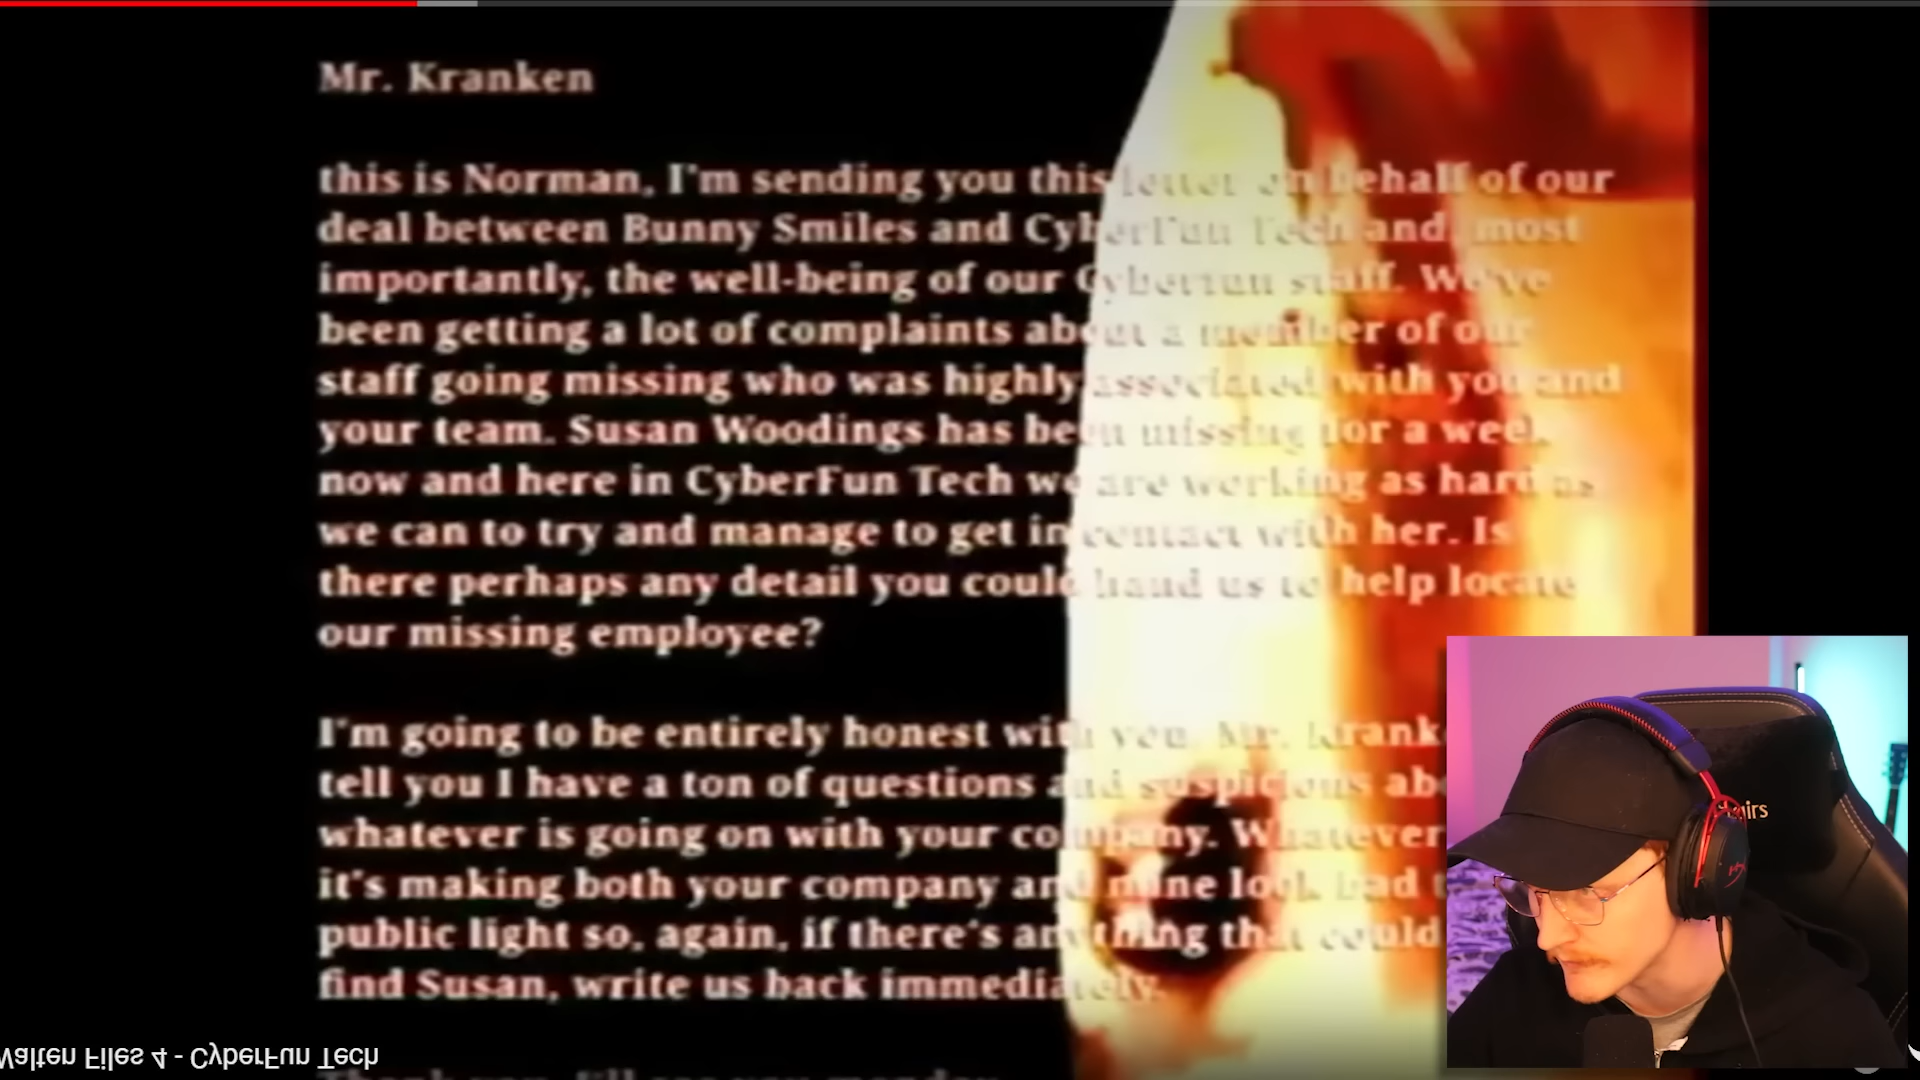 Mr. Kranken
this is Norman, I'm sending you this letter on behalf of our
deal between Bunny Smiles and CyberFun Tech and, most
importantly, the well-being of our Cyberfun staff. We've
been getting a lot of complaints about a member of our
staff going missing who was highly associated with you and
your team. Susan Woodings has been missing for a week
now and here in CyberFun Tech we are working as hard as
we can to try and manage to get in contact with her. Is
there perhaps any detail you could hand us to help locate
our missing employee?
I'm going to be entirely honest with you, Mr. Kranke
tell you I have a ton of questions and suspicions abo
whatever is going on with your company. Whatever
it's making both your company and mine look bad t
public light so, again, if there's anything that could
find Susan, write us back immediately.
Walten Files 4 - CyberFun Tech